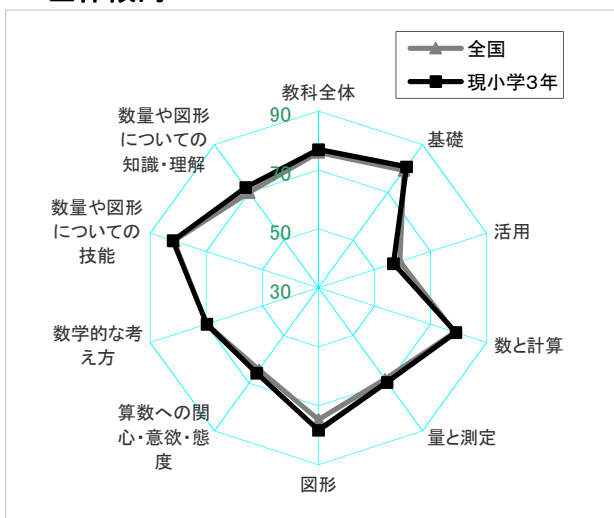 全国
現小学3年
教科全体
基礎
活用
数と計算
量と測定
図形
算数への関
心・意欲・態
度
数学的な考
え方
数量や図形
についての
技能
数量や図形
についての
知識・理解
90
70
50
30